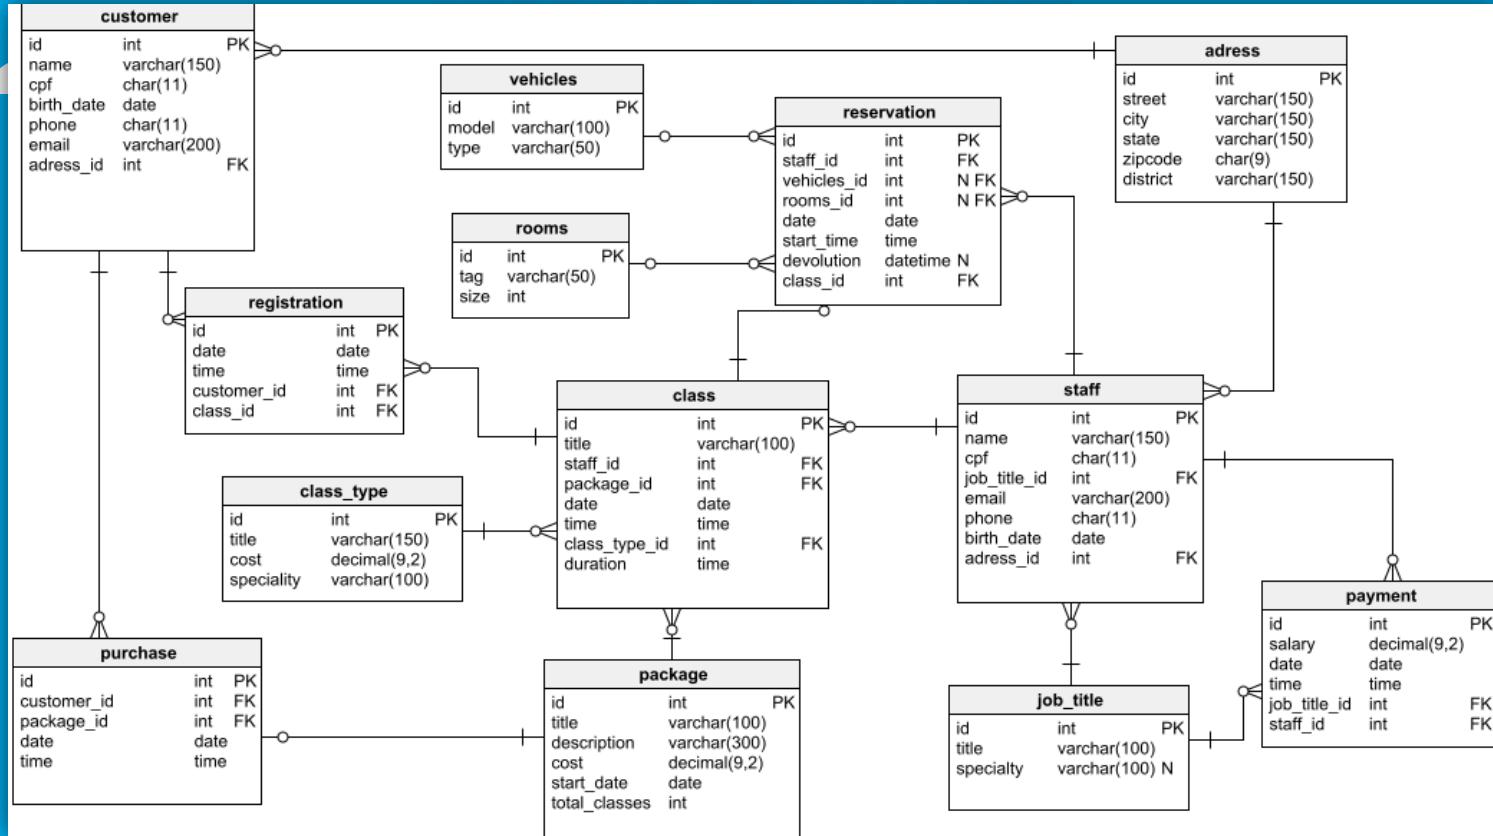 customer
id int PK
name varchar(150)
cpf char(11)
birth_date date
phone char(11)
email varchar(200)
adress_id int FK
adress
id int PK
street varchar(150)
city varchar(150)
state varchar(150)
zipcode char(9)
district varchar(150)
vehicles
id int PK
model varchar(100)
type varchar(50)
reservation
id int PK
staff_id int FK
vehicles_id int N FK
rooms_id int N FK
date date
start_time time
devolution datetime N
class_id int FK
rooms
id int PK
tag varchar(50)
size int
registration
id int PK
date date
time time
customer_id int FK
class_id int FK
class
id int PK
title varchar(100)
staff_id int FK
package_id int FK
date date
time time
class_type_id int FK
duration time
staff
id int PK
name varchar(150)
cpf char(11)
job_title_id int FK
email varchar(200)
phone char(11)
birth_date date
adress_id int FK
class_type
id int PK
title varchar(150)
cost decimal(9,2)
speciality varchar(100)
payment
id int PK
salary decimal(9,2)
date date
time time
job_title_id int FK
staff_id int FK
purchase
id int PK
customer_id int FK
package_id int FK
date date
time time
package
id int PK
title varchar(100)
description varchar(300)
cost decimal(9,2)
start_date date
total_classes int
job_title
id int PK
title varchar(100)
specialty varchar(100) N